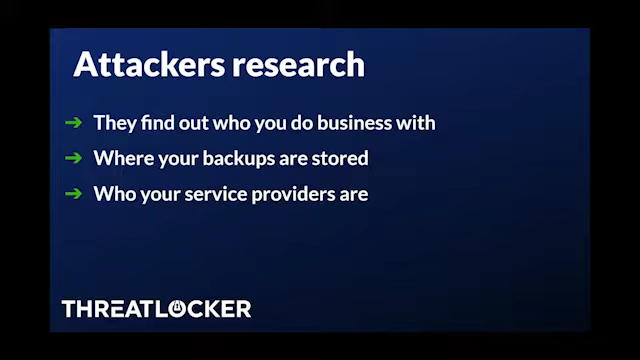 Attackers research
→ They find out who you do business with
→ Where your backups are stored
→ Who your service providers are
THREATLOCKER